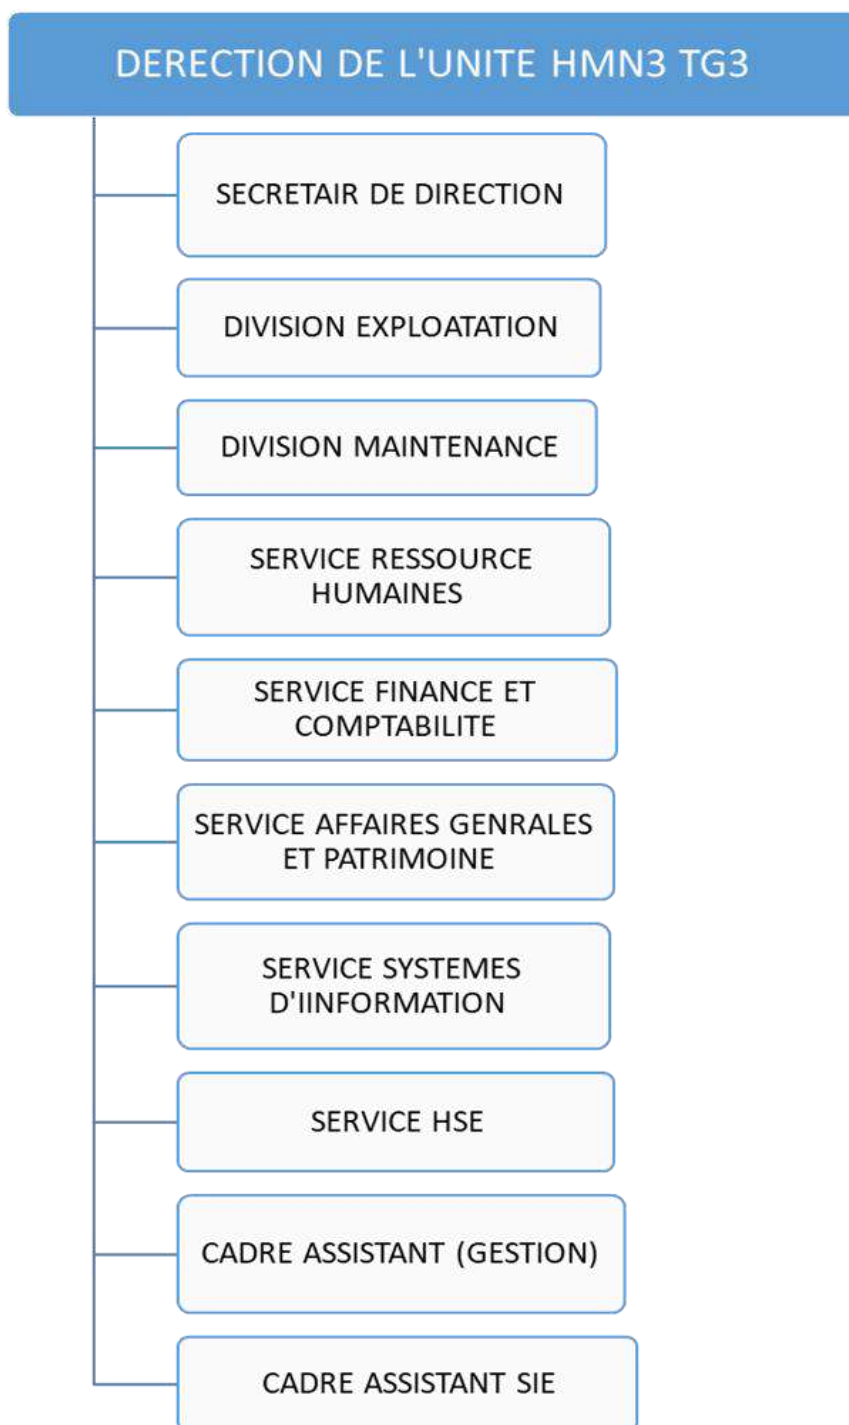 DERECTION DE L'UNITE HMN3 TG3
SECRETAIR DE DIRECTION
DIVISION EXPLOATATION
DIVISION MAINTENANCE
SERVICE RESSOURCE
HUMAINES
SERVICE FINANCE ET
COMPTABILITE
SERVICE AFFAIRES GENRALES
ET PATRIMOINE
SERVICE SYSTEMES
D'IINFORMATION
SERVICE HSE
CADRE ASSISTANT (GESTION)
CADRE ASSISTANT SIE